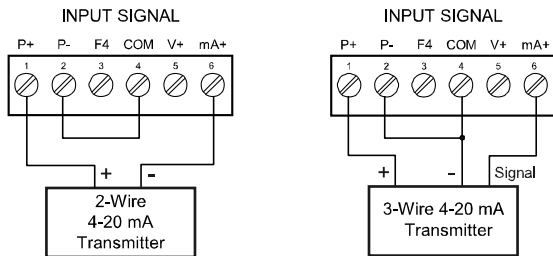 INPUT SIGNAL
P+ P- F4 COM V+ mA+
1 2 3 4 5 6
+ -
2-Wire
4-20 mA
Transmitter
INPUT SIGNAL
P+ P- F4 COM V+ mA+
1 2 3 4 5 6
+ - Signal
3-Wire 4-20 mA
Transmitter